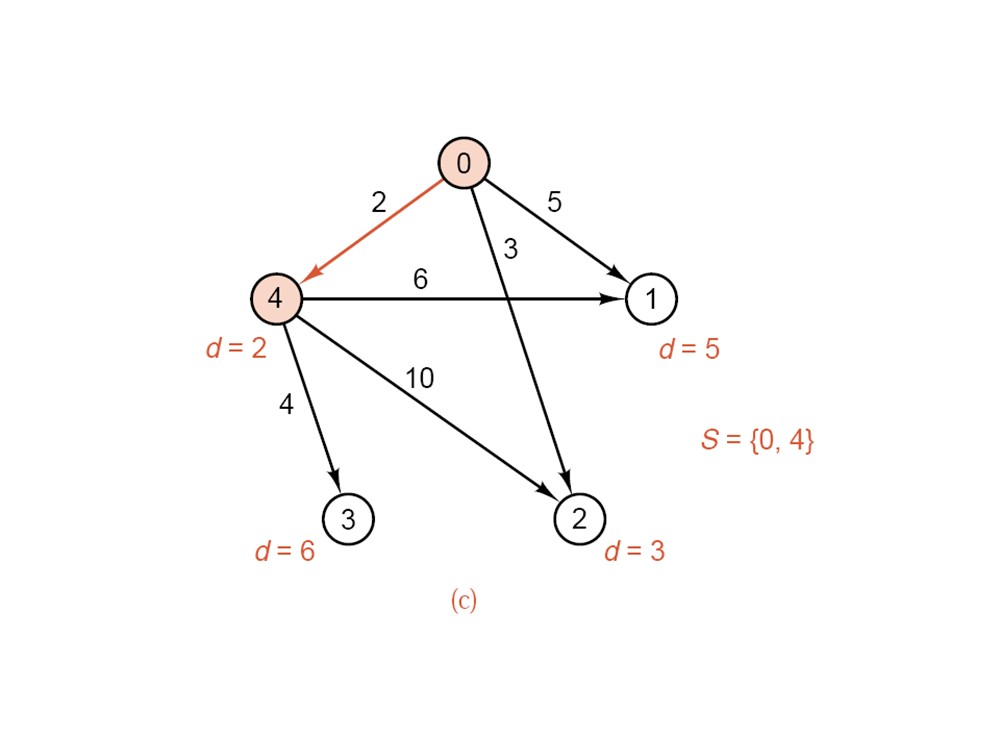 0
2
5
3
4
6
1
d = 2
d = 5
10
4
S = {0, 4}
3
2
d = 6
d = 3
(c)